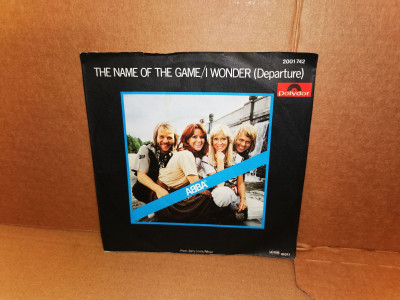 2001 742
THE NAME OF THE GAME/I WONDER (Departure)
polydor
ABBA